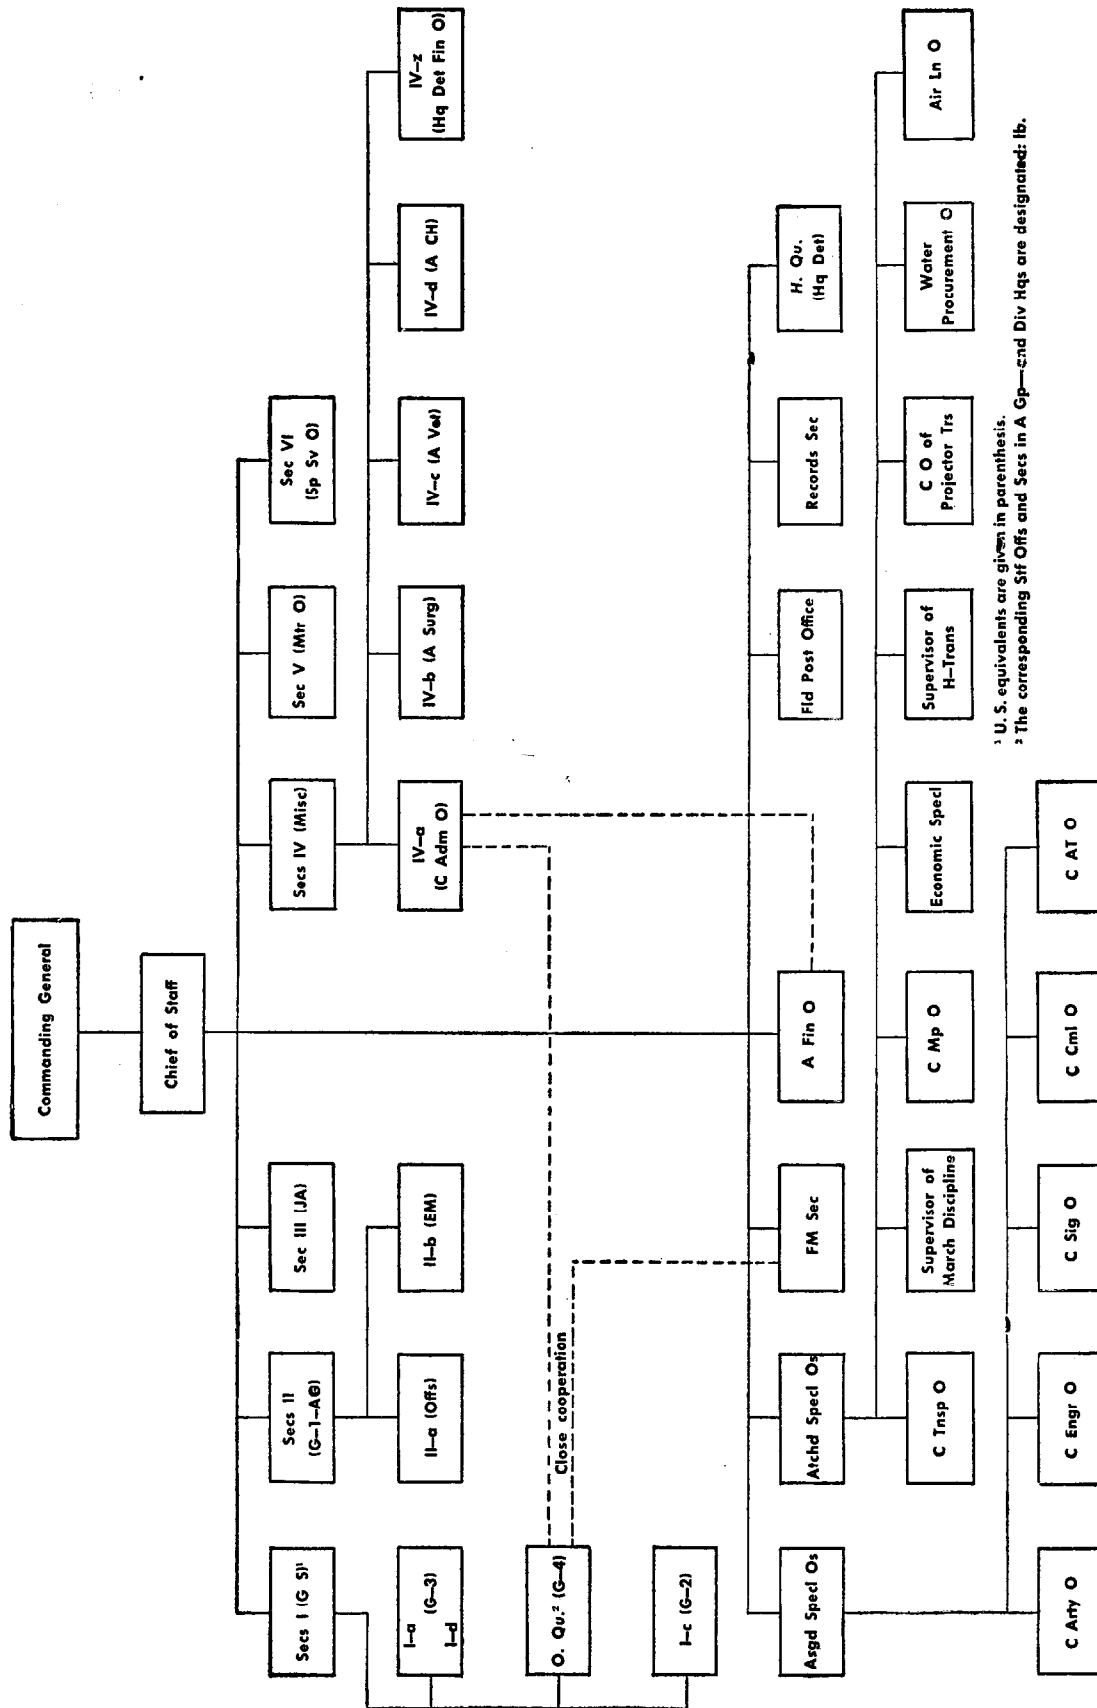 Commanding General
Chief of Staff
Secs I (G S)¹
Secs II
(G-1-AG)
Sec III (JA)
Secs IV (Misc)
Sec V (Mtr O)
Sec VI
(Sp Sv O)
I-a
(G-3)
I-d
II-a (Offs)
II-b (EM)
IV-a
(C Adm O)
IV-b (A Surg)
IV-c (A Vet)
IV-d (A CH)
IV-z
(Hq Det Fin O)
O. Qu.² (G-4)
Close cooperation
I-c (G-2)
Asgd Specl Os
Atchd Specl Os
FM Sec
A Fin O
Fld Post Office
Records Sec
H. Qu.
(Hq Det)
C Tnsp O
Supervisor of
March Discipline
C Mp O
Economic Specl
Supervisor of
H-Trans
C O of
Projector Trs
Water
Procurement O
Air Ln O
C Arty O
C Engr O
C Sig O
C Cml O
C AT O
¹ U. S. equivalents are given in parenthesis.
² The corresponding Stf Offs and Secs in A Gp—and Div Hqs are designated: Ib.